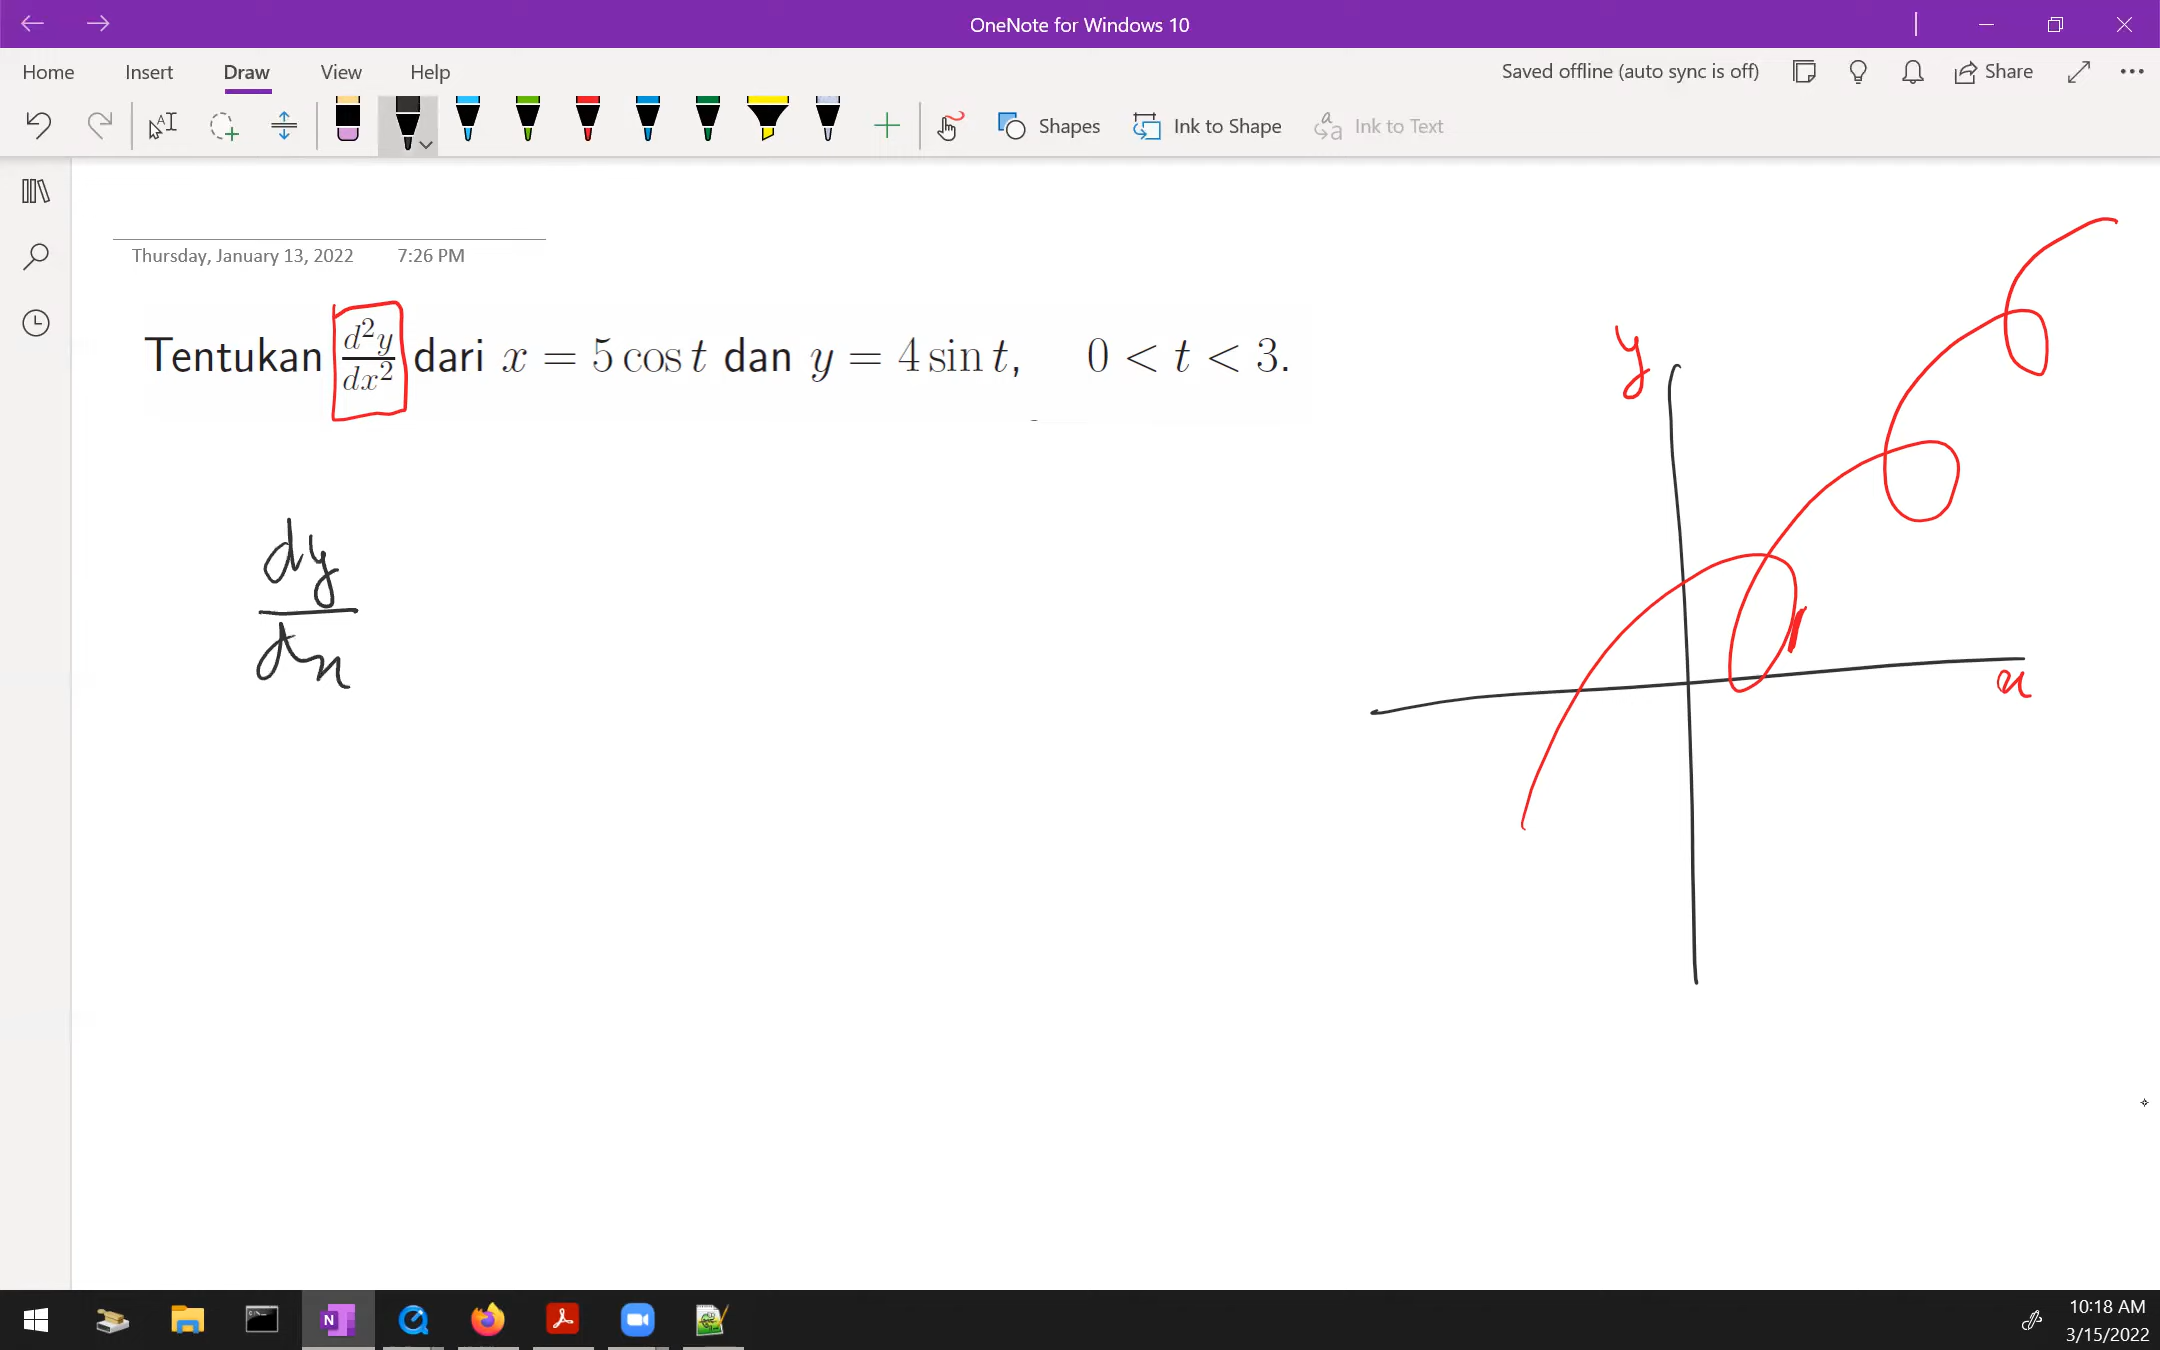 OneNote for Windows 10
Home Insert Draw View Help Saved offline (auto sync is off) Share
Shapes Ink to Shape Ink to Text
Thursday, January 13, 2022 7:26 PM
Tentukan d²y/dx² dari x = 5 cos t dan y = 4 sin t, 0 < t < 3.
y
dy
dx
x
10:18 AM
3/15/2022